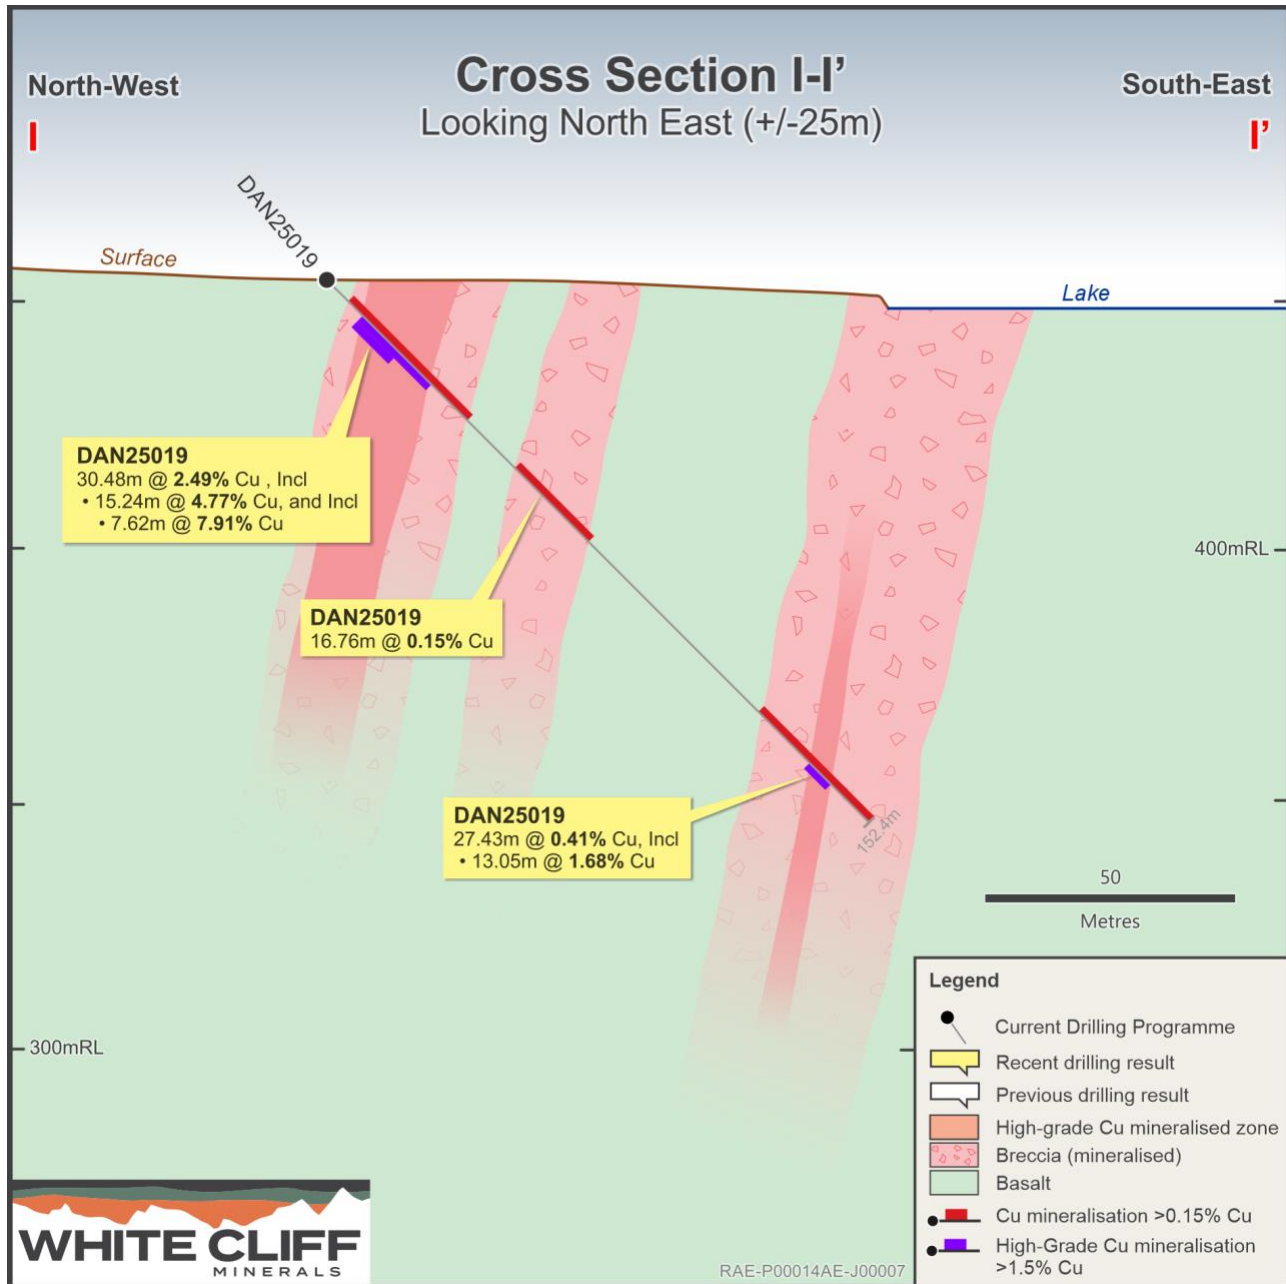 Cross Section I-I’
Looking North East (+/-25m)
North-West
I
South-East
I’
DAN25019
Surface
Lake
DAN25019
30.48m @ 2.49% Cu , Incl
• 15.24m @ 4.77% Cu, and Incl
• 7.62m @ 7.91% Cu
400mRL
DAN25019
16.76m @ 0.15% Cu
DAN25019
27.43m @ 0.41% Cu, Incl
• 13.05m @ 1.68% Cu
152.4m
50
Metres
300mRL
Legend
Current Drilling Programme
Recent drilling result
Previous drilling result
High-grade Cu mineralised zone
Breccia (mineralised)
Basalt
Cu mineralisation >0.15% Cu
High-Grade Cu mineralisation
>1.5% Cu
WHITE CLIFF
MINERALS
RAE-P00014AE-J00007